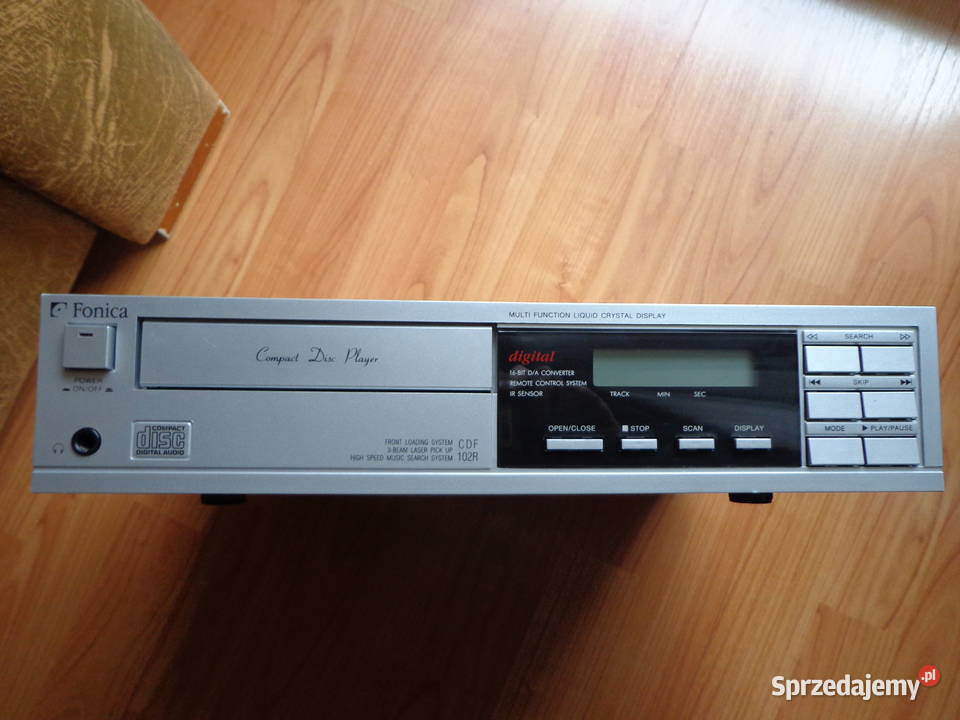 Fonica
MULTI FUNCTION LIQUID CRYSTAL DISPLAY
POWER
ON/OFF
Compact Disc Player
COMPACT
disc
DIGITAL AUDIO
FRONT LOADING SYSTEM
3-BEAM LASER PICK UP
HIGH SPEED MUSIC SEARCH SYSTEM
CDF
102R
digital
16-BIT D/A CONVERTER
REMOTE CONTROL SYSTEM
IR SENSOR
TRACK MIN SEC
OPEN/CLOSE STOP SCAN DISPLAY
SEARCH
SKIP
MODE PLAY/PAUSE
Sprzedajemy.pl